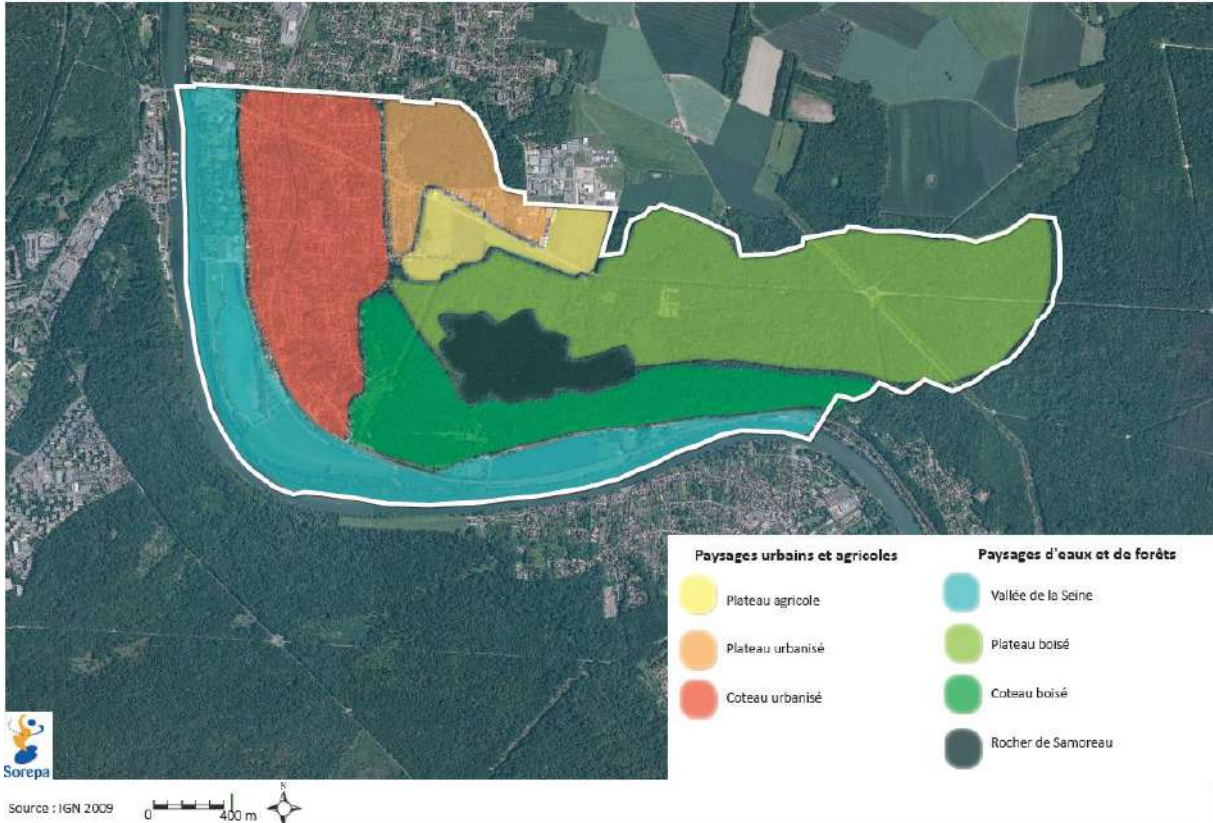 Paysages urbains et agricoles
Plateau agricole
Plateau urbanisé
Coteau urbanisé
Paysages d'eaux et de forêts
Vallée de la Seine
Plateau boisé
Coteau boisé
Rocher de Samoreau
Sorepa
Source : IGN 2009
0 400 m
N